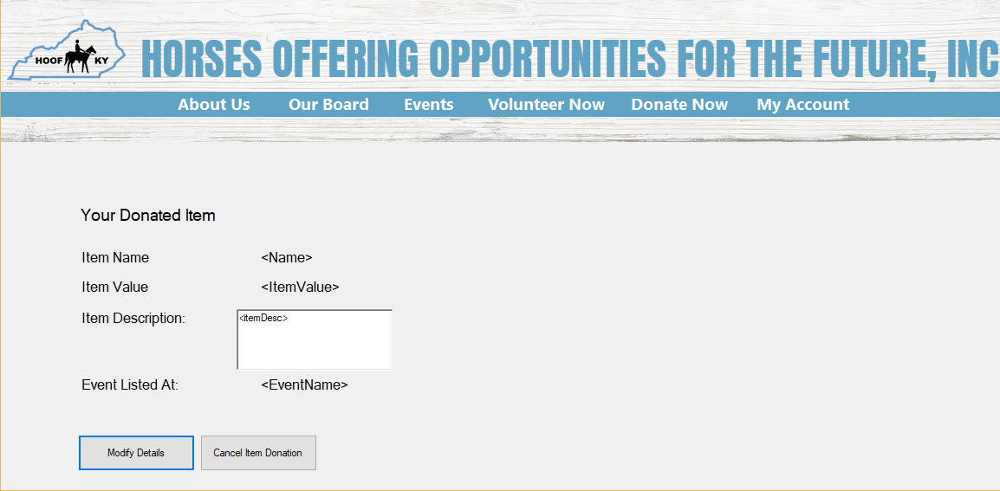 HOOF KY
HORSES OFFERING OPPORTUNITIES FOR THE FUTURE, INC
About Us Our Board Events Volunteer Now Donate Now My Account
Your Donated Item
Item Name <Name>
Item Value <ItemValue>
Item Description: <itemDesc>
Event Listed At: <EventName>
Modify Details Cancel Item Donation